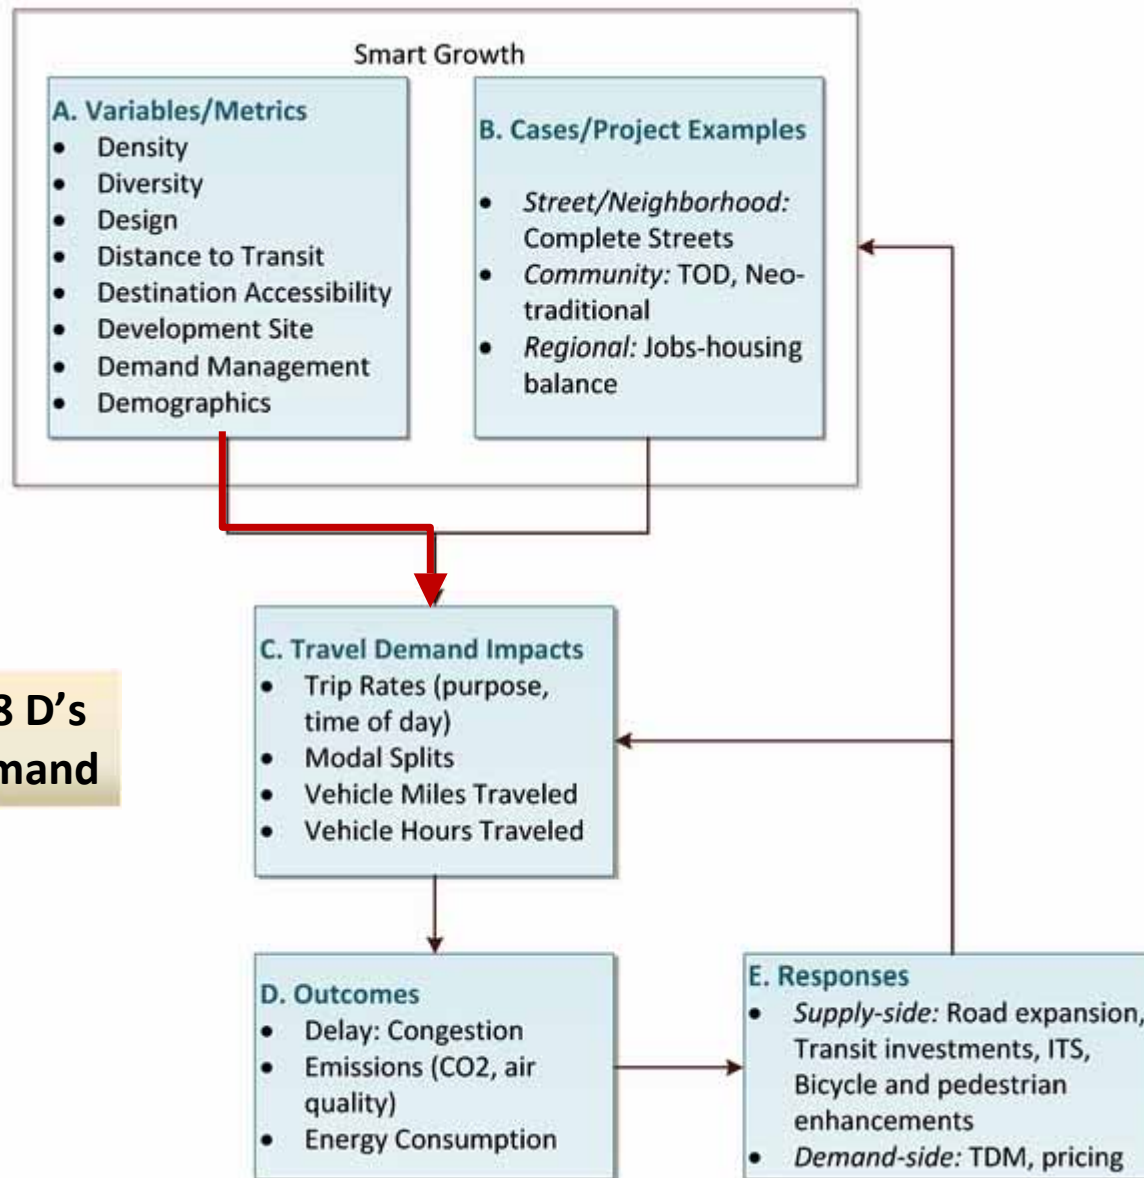 Smart Growth
A. Variables/Metrics
• Density
• Diversity
• Design
• Distance to Transit
• Destination Accessibility
• Development Site
• Demand Management
• Demographics
B. Cases/Project Examples
• Street/Neighborhood:
Complete Streets
• Community: TOD, Neo-
traditional
• Regional: Jobs-housing
balance
C. Travel Demand Impacts
• Trip Rates (purpose,
time of day)
• Modal Splits
• Vehicle Miles Traveled
• Vehicle Hours Traveled
8 D’s
D. Outcomes
• Delay: Congestion
• Emissions (CO2, air
quality)
• Energy Consumption
E. Responses
• Supply-side: Road expansion,
Transit investments, ITS,
Bicycle and pedestrian
enhancements
• Demand-side: TDM, pricing